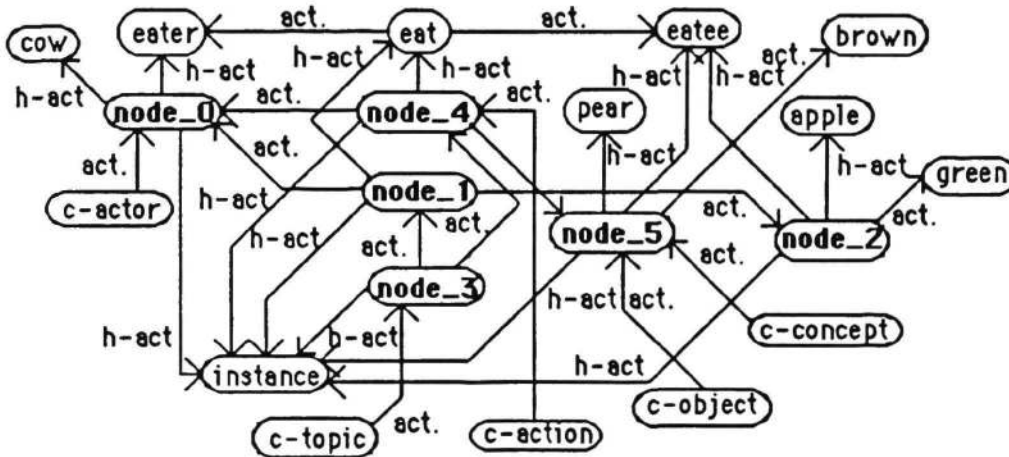 act. act.
cow eater eat eatee brown
h-act h-act h-act h-act h-act h-act act.
node_0 act. node_4 act. pear apple
act. act. h-act h-act green
c-actor h-act node_1 act. act.
h-act act. act. node_5 act. node_2
node_3 h-act act.
h-act h-act c-concept
instance h-act
c-topic act. c-action c-object